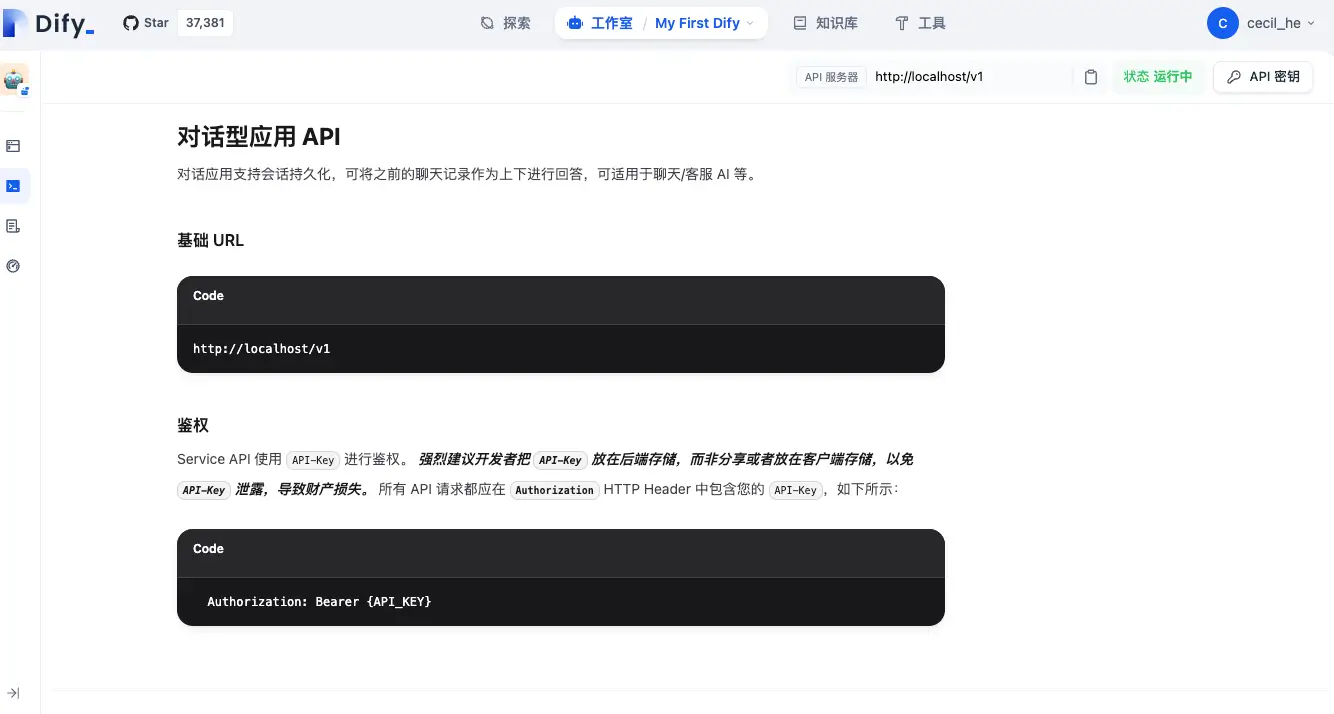 Dify_ Star 37,381 探索 工作室 / My First Dify 知识库 工具 C cecil_he
API 服务器 http://localhost/v1 状态 运行中 API 密钥
对话型应用 API
对话应用支持会话持久化，可将之前的聊天记录作为上下进行回答，可适用于聊天/客服 AI 等。
基础 URL
Code
http://localhost/v1
鉴权
Service API 使用 API-Key 进行鉴权。 强烈建议开发者把 API-Key 放在后端存储，而非分享或者放在客户端存储，以免
API-Key 泄露，导致财产损失。 所有 API 请求都应在 Authorization HTTP Header 中包含您的 API-Key，如下所示：
Code
Authorization: Bearer {API_KEY}